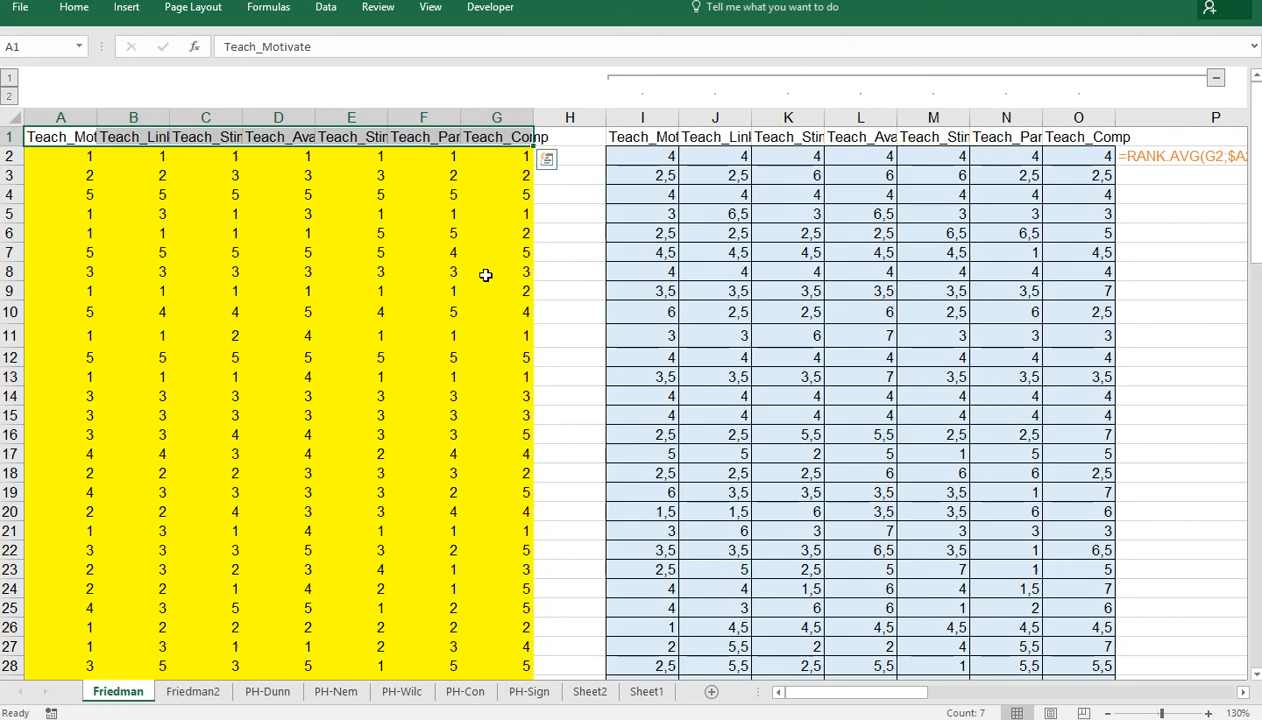 File Home Insert Page Layout Formulas Data Review View Developer Tell me what you want to do
A1 fx Teach_Motivate
1
2
A B C D E F G H I J K L M N O P
1 Teach_Mot Teach_Link Teach_Stim Teach_Ava Teach_Stim Teach_Par Teach_Comp Teach_Mot Teach_Link Teach_Stim Teach_Ava Teach_Stim Teach_Par Teach_Comp
2 1 1 1 1 1 1 1 4 4 4 4 4 4 4 =RANK.AVG(G2;$A2
3 2 2 3 3 3 2 2 2,5 2,5 6 6 6 2,5 2,5
4 5 5 5 5 5 5 5 4 4 4 4 4 4 4
5 1 3 1 3 1 1 1 3 6,5 3 6,5 3 3 3
6 1 1 1 1 5 5 2 2,5 2,5 2,5 2,5 6,5 6,5 5
7 5 5 5 5 5 4 5 4,5 4,5 4,5 4,5 4,5 1 4,5
8 3 3 3 3 3 3 3 4 4 4 4 4 4 4
9 1 1 1 1 1 1 2 3,5 3,5 3,5 3,5 3,5 3,5 7
10 5 4 4 5 4 5 4 6 2,5 2,5 6 2,5 6 2,5
11 1 1 2 4 1 1 1 3 3 6 7 3 3 3
12 5 5 5 5 5 5 5 4 4 4 4 4 4 4
13 1 1 1 4 1 1 1 3,5 3,5 3,5 7 3,5 3,5 3,5
14 3 3 3 3 3 3 3 4 4 4 4 4 4 4
15 3 3 3 3 3 3 3 4 4 4 4 4 4 4
16 3 3 4 4 3 3 5 2,5 2,5 5,5 5,5 2,5 2,5 7
17 4 4 3 4 2 4 4 5 5 2 5 1 5 5
18 2 2 2 3 3 3 2 2,5 2,5 2,5 6 6 6 2,5
19 4 3 3 3 3 2 5 6 3,5 3,5 3,5 3,5 1 7
20 2 2 4 3 3 4 4 1,5 1,5 6 3,5 3,5 6 6
21 1 3 1 4 1 1 1 3 6 3 7 3 3 3
22 3 3 3 5 3 2 5 3,5 3,5 3,5 6,5 3,5 1 6,5
23 2 3 2 3 4 1 3 2,5 5 2,5 5 7 1 5
24 2 2 1 4 2 1 5 4 4 1,5 6 4 1,5 7
25 4 3 5 5 1 2 5 4 3 6 6 1 2 6
26 1 2 2 2 2 2 2 1 4,5 4,5 4,5 4,5 4,5 4,5
27 1 3 1 1 2 3 4 2 5,5 2 2 4 5,5 7
28 3 5 3 5 1 5 5 2,5 5,5 2,5 5,5 1 5,5 5,5
Friedman Friedman2 PH-Dunn PH-Nem PH-Wilc PH-Con PH-Sign Sheet2 Sheet1
Ready Count: 7 130%